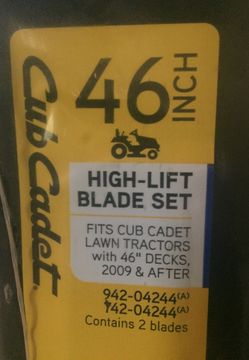 Cub Cadet
46 INCH
HIGH-LIFT
BLADE SET
FITS CUB CADET
LAWN TRACTORS
with 46" DECKS,
2009 & AFTER
942-04244(A)
742-04244(A)
Contains 2 blades